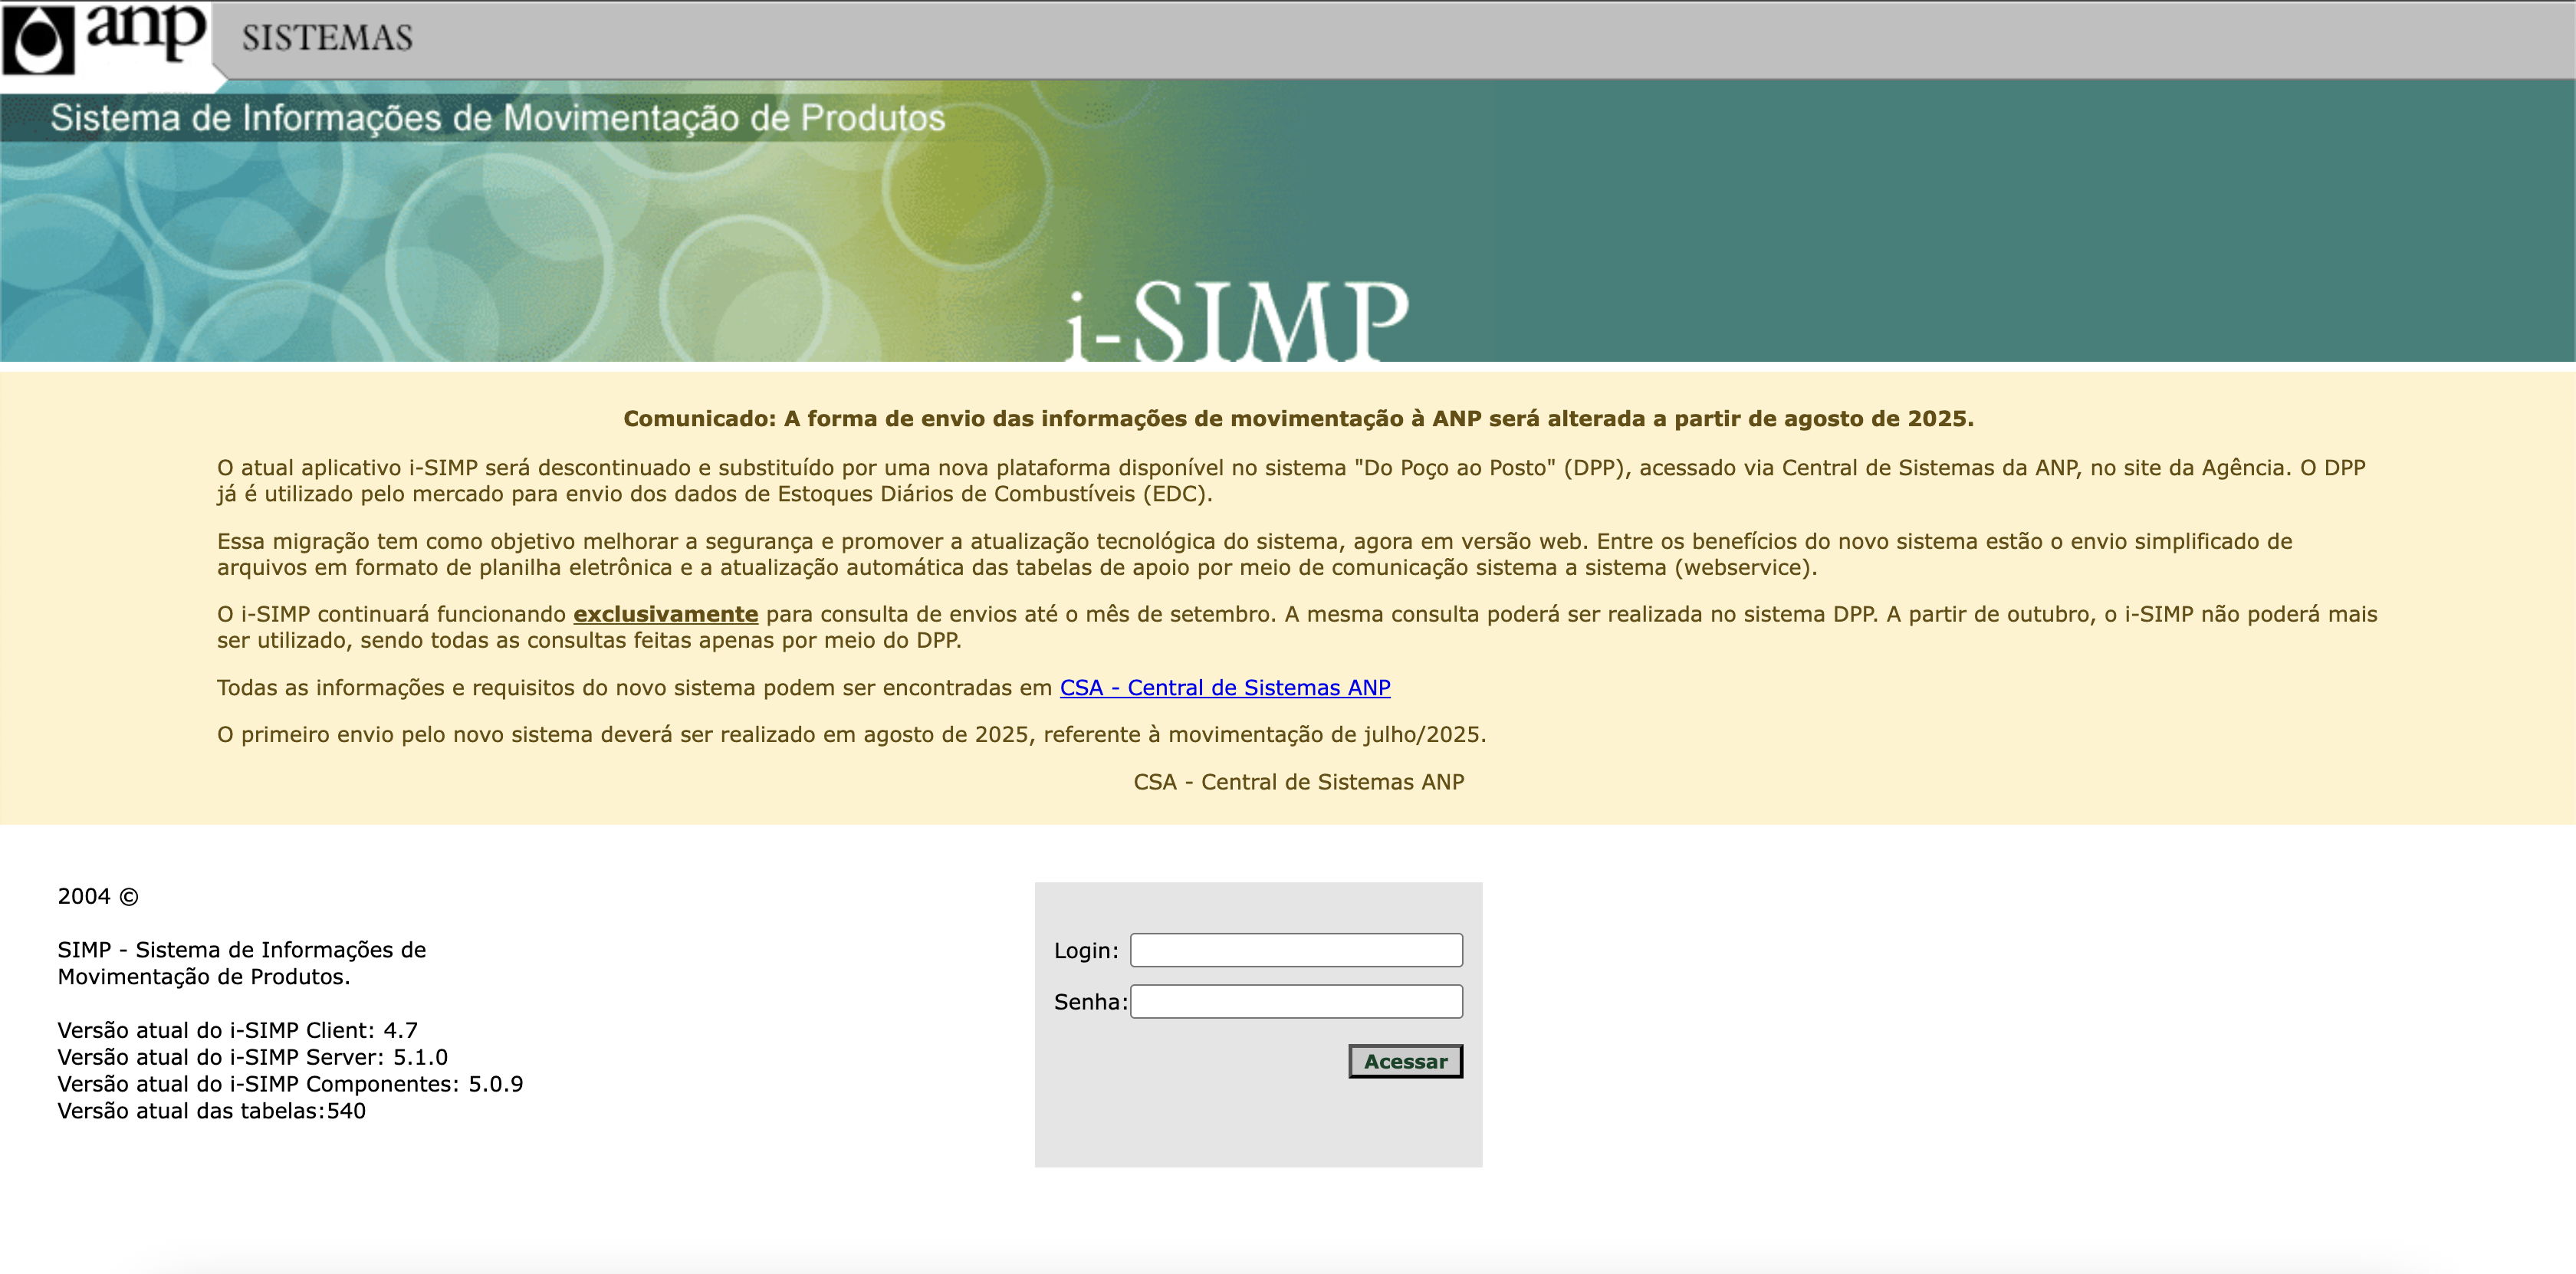 anp SISTEMAS
Sistema de Informações de Movimentação de Produtos
i-SIMP
Comunicado: A forma de envio das informações de movimentação à ANP será alterada a partir de agosto de 2025.
O atual aplicativo i-SIMP será descontinuado e substituído por uma nova plataforma disponível no sistema "Do Poço ao Posto" (DPP), acessado via Central de Sistemas da ANP, no site da Agência. O DPP
já é utilizado pelo mercado para envio dos dados de Estoques Diários de Combustíveis (EDC).
Essa migração tem como objetivo melhorar a segurança e promover a atualização tecnológica do sistema, agora em versão web. Entre os benefícios do novo sistema estão o envio simplificado de
arquivos em formato de planilha eletrônica e a atualização automática das tabelas de apoio por meio de comunicação sistema a sistema (webservice).
O i-SIMP continuará funcionando exclusivamente para consulta de envios até o mês de setembro. A mesma consulta poderá ser realizada no sistema DPP. A partir de outubro, o i-SIMP não poderá mais
ser utilizado, sendo todas as consultas feitas apenas por meio do DPP.
Todas as informações e requisitos do novo sistema podem ser encontradas em CSA - Central de Sistemas ANP
O primeiro envio pelo novo sistema deverá ser realizado em agosto de 2025, referente à movimentação de julho/2025.
CSA - Central de Sistemas ANP
2004 ©
SIMP - Sistema de Informações de
Movimentação de Produtos.
Versão atual do i-SIMP Client: 4.7
Versão atual do i-SIMP Server: 5.1.0
Versão atual do i-SIMP Componentes: 5.0.9
Versão atual das tabelas:540
Login:
Senha:
Acessar